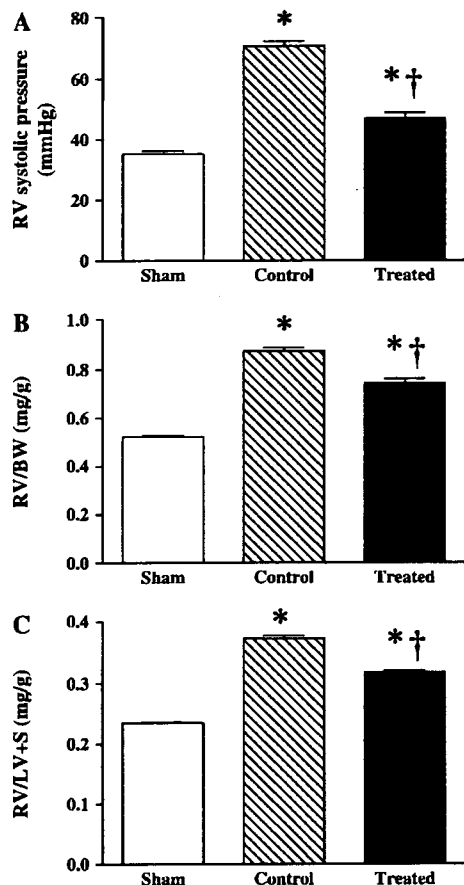 A
RV systolic pressure
(mmHg)
80
60
40
20
0
*
*†
Sham Control Treated
B
RV/BW (mg/g)
1.0
0.8
0.6
0.4
0.2
0.0
*
*†
Sham Control Treated
C
RV/LV+S (mg/g)
0.4
0.3
0.2
0.1
0.0
*
*†
Sham Control Treated